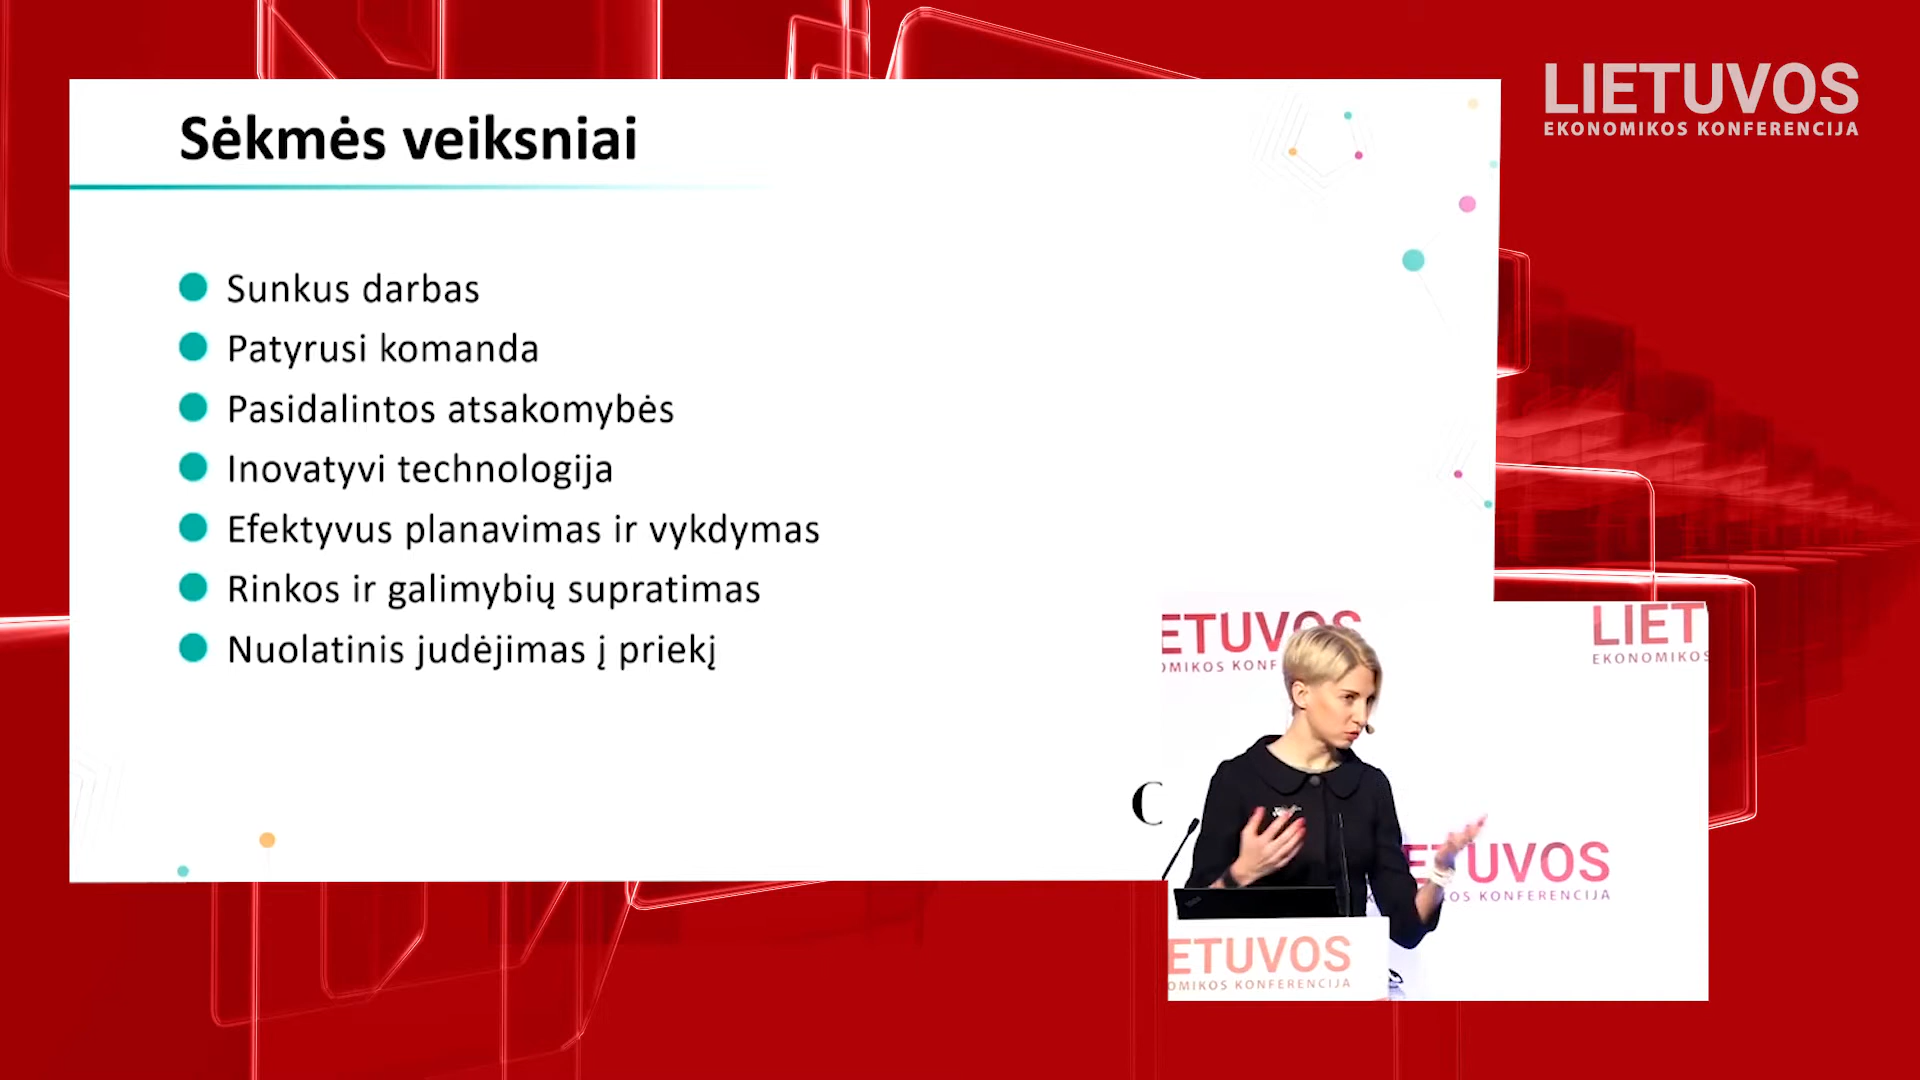 LIETUVOS
EKONOMIKOS KONFERENCIJA
Sėkmės veiksniai
Sunkus darbas
Patyrusi komanda
Pasidalintos atsakomybės
Inovatyvi technologija
Efektyvus planavimas ir vykdymas
Rinkos ir galimybių supratimas
Nuolatinis judėjimas į priekį
C
ETUVOS
OMIKOS KONF
LIET
EKONOMIKOS
ETUVOS
KOS KONFERENCIJA
ETUVOS
OMIKOS KONFERENCIJA